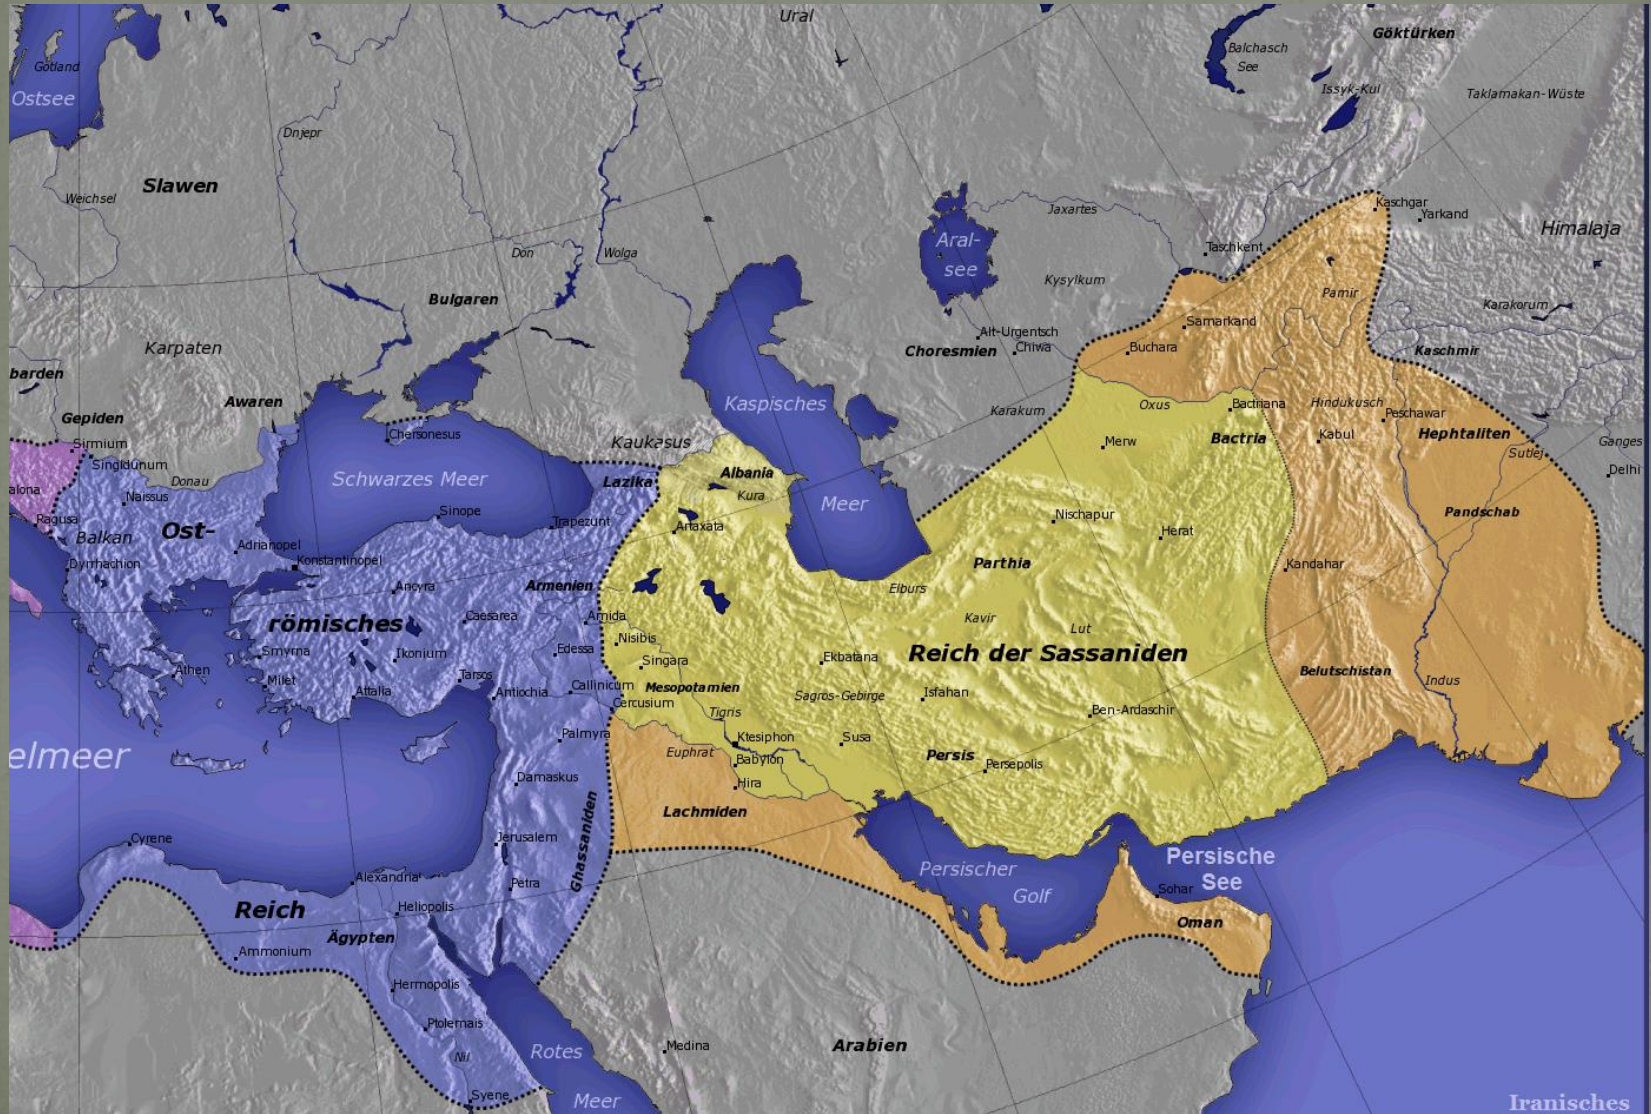 Ural
Göktürken
Balchasch
See
Gotland
Ostsee
Issyk-Kul
Taklamakan-Wüste
Dnjepr
Slawen
Weichsel
Kaschgar
Yarkand
Jaxartes
Himalaja
Aral-
see
Taschkent
Don
Wolga
Kysylkum
Pamir
Bulgaren
Karakorum
Samarkand
Alt-Urgentsch
Choresmien
Chiwa
Buchara
Kaschmir
Karpaten
barden
Awaren
Kaspisches
Meer
Karakum
Oxus
Bactriana
Hindukusch
Peschawar
Gepiden
Sirmium
Chersonesus
Kaukasus
Merw
Bactria
Kabul
Hephtaliten
Ganges
Sutlej
Delhi
Singidunum
Donau
Schwarzes Meer
Lazika
Albania
Kura
alona
Naissus
Ragusa
Sinope
Trapezunt
Artaxata
Nischapur
Herat
Pandschab
Balkan
Ost-
Adrianopel
Konstantinopel
Dyrrhachion
Ancyra
Armenien
Elburs
Parthia
Kandahar
römisches
Caesarea
Amida
Kavir
Lut
Smyrna
Ikonium
Edessa
Nisibis
Singara
Ekbatana
Reich der Sassaniden
Athen
Milet
Attalia
Tarsos
Antiochia
Callinicum
Mesopotamien
Sagros-Gebirge
Isfahan
Belutschistan
Indus
Cercusium
Tigris
Ben-Ardaschir
elmeer
Palmyra
Euphrat
Ktesiphon
Susa
Babylon
Persis
Persepolis
Damaskus
Hira
Lachmiden
Cyrene
Jerusalem
Ghassaniden
Persischer
Golf
Persische
See
Alexandria
Petra
Sohar
Reich
Heliopolis
Ägypten
Oman
Ammonium
Hermopolis
Ptolemais
Nil
Rotes
Meer
Medina
Arabien
Syene
Iranisches